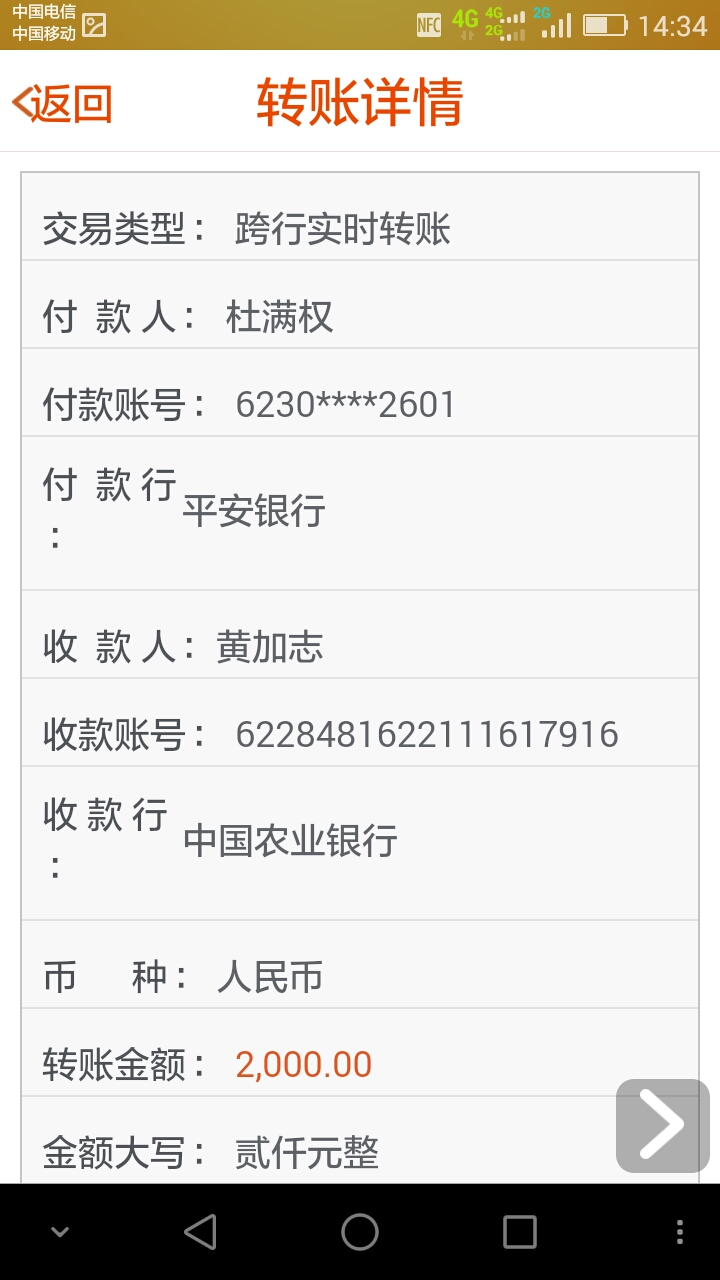 中国电信
中国移动
NFC 4G 4G 2G 2G 14:34
返回 转账详情
交易类型： 跨行实时转账
付 款 人： 杜满权
付款账号： 6230****2601
付 款 行
： 平安银行
收 款 人： 黄加志
收款账号： 6228481622111617916
收 款 行
： 中国农业银行
币 种： 人民币
转账金额： 2,000.00
金额大写： 贰仟元整